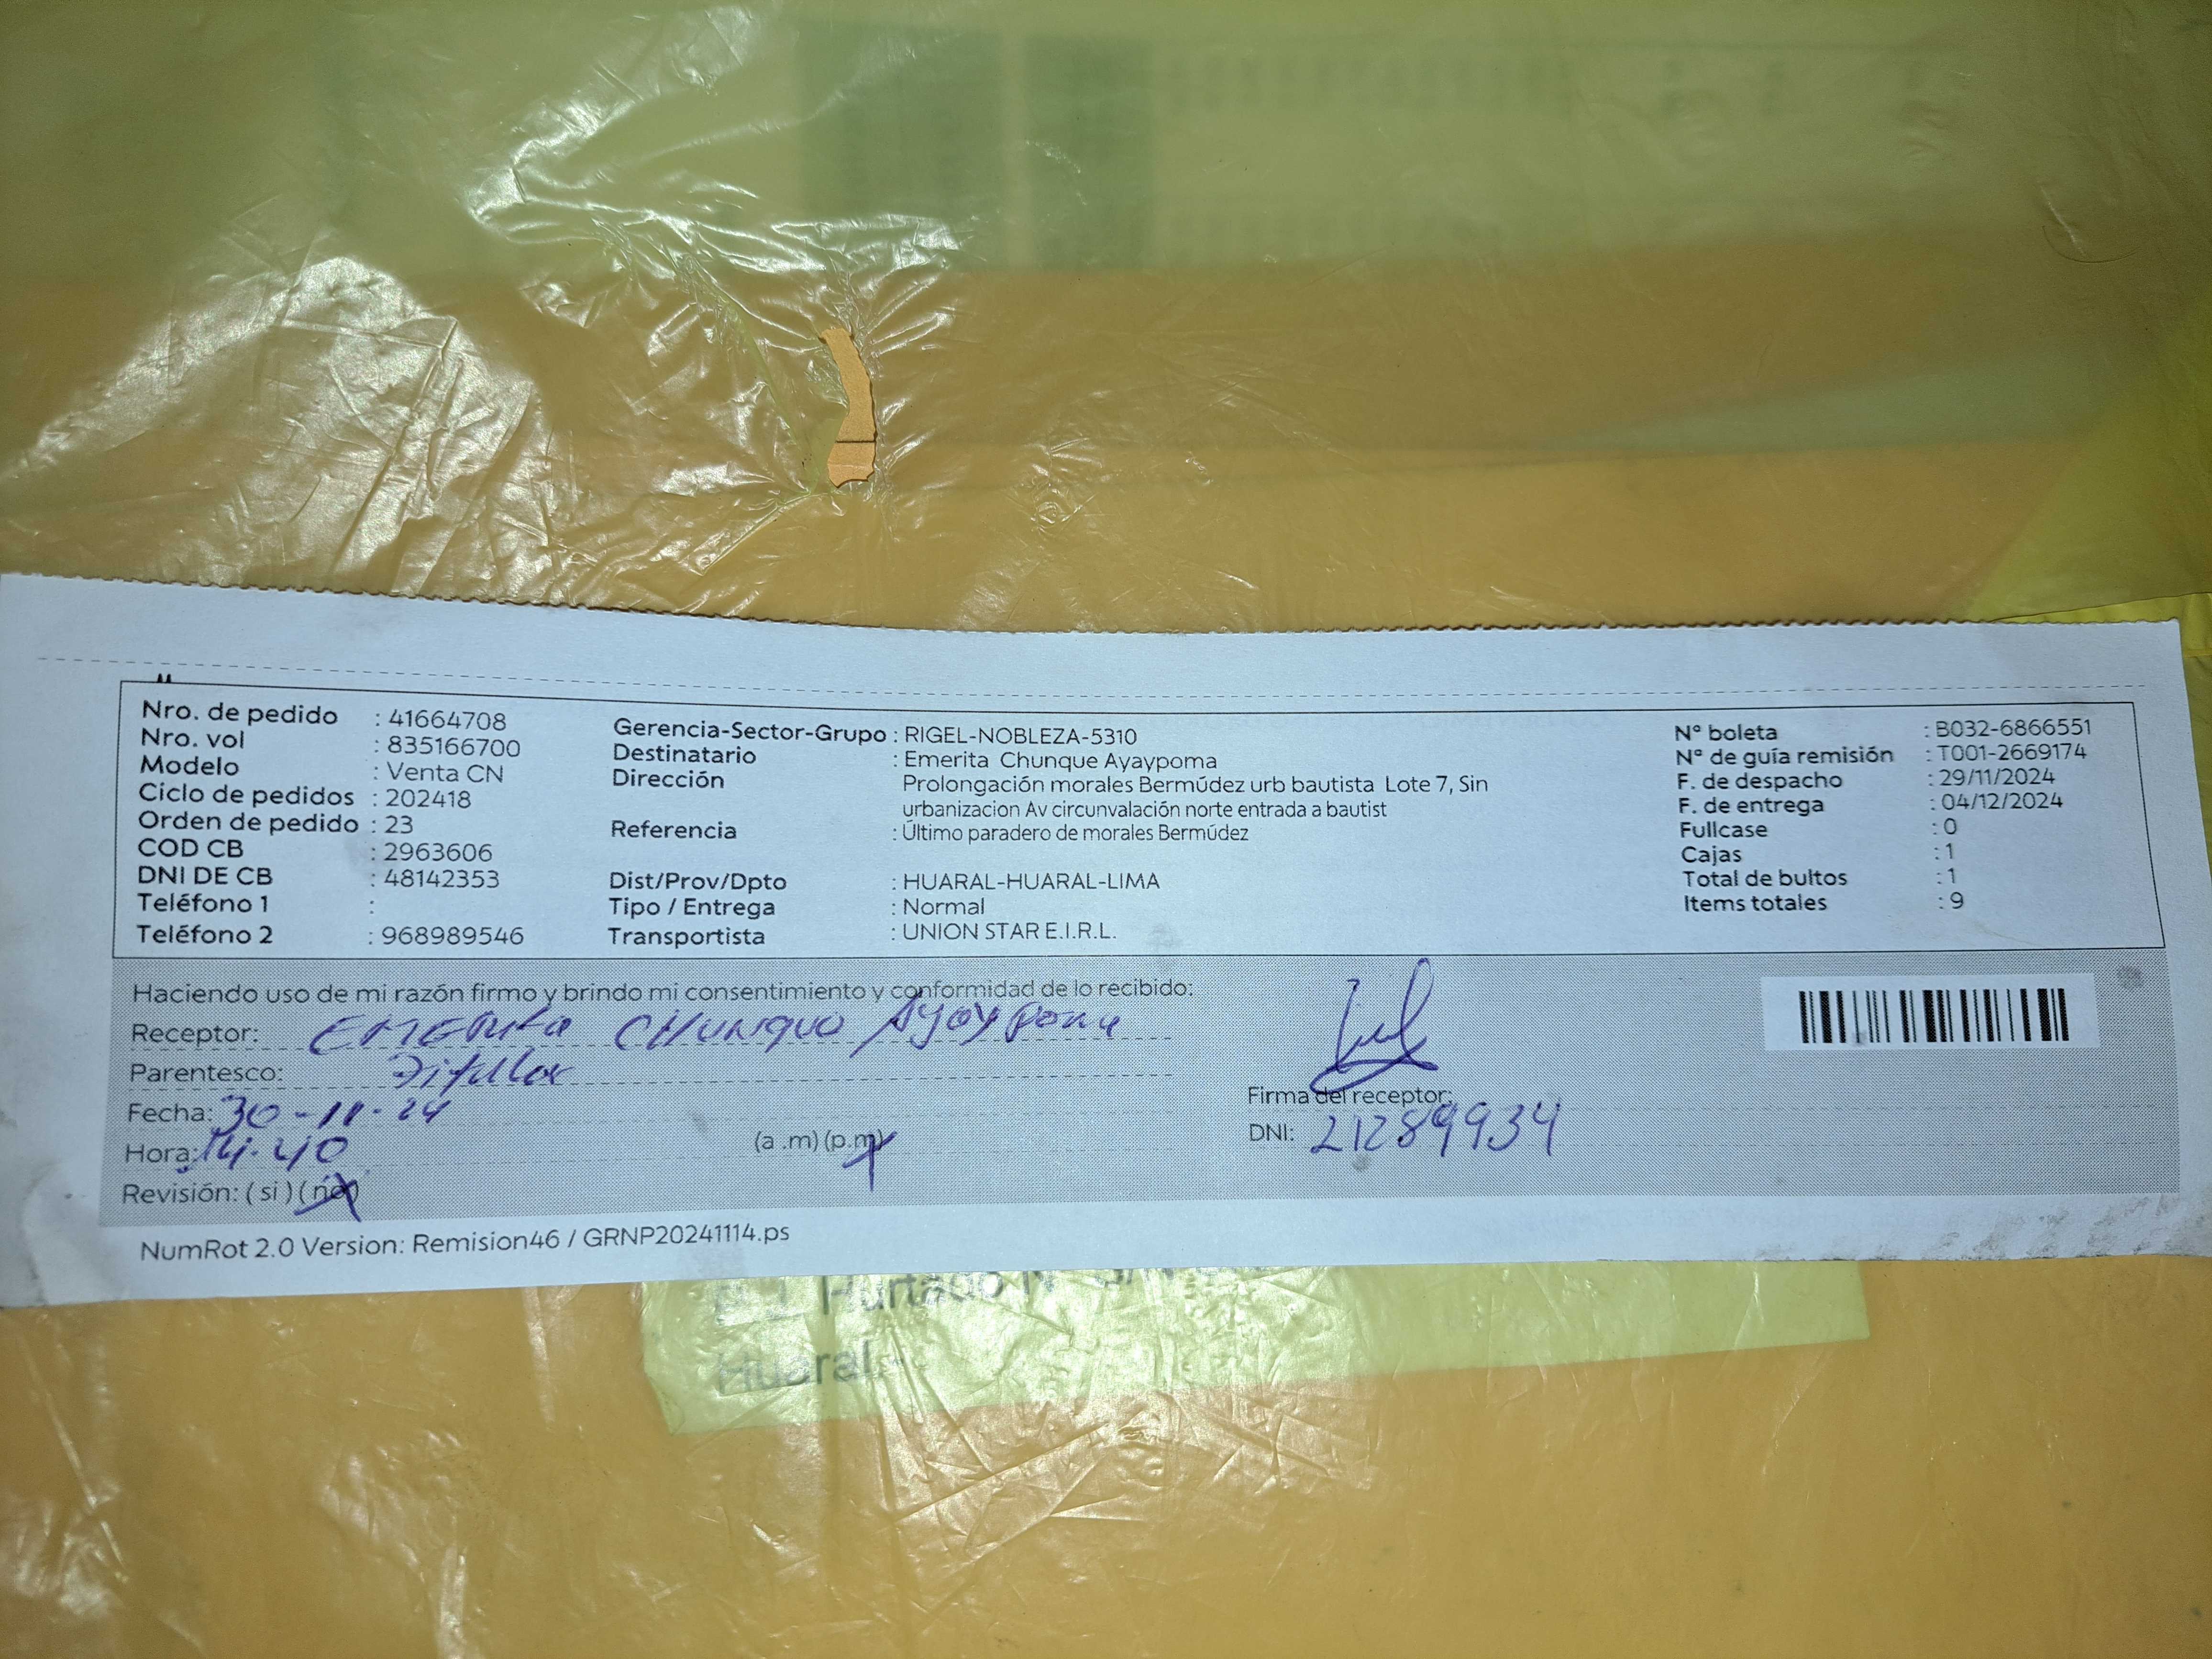 Nro. de pedido : 41664708
Nro. vol : 835166700
Modelo : Venta CN
Ciclo de pedidos : 202418
Orden de pedido : 23
COD CB : 2963606
DNI DE CB : 48142353
Teléfono 1 :
Teléfono 2 : 968989546
Gerencia-Sector-Grupo : RIGEL-NOBLEZA-5310
Destinatario : Emerita Chunque Ayaypoma
Dirección Prolongación morales Bermúdez urb bautista Lote 7, Sin
urbanizacion Av circunvalación norte entrada a bautist
Referencia : Último paradero de morales Bermúdez
Dist/Prov/Dpto : HUARAL-HUARAL-LIMA
Tipo / Entrega : Normal
Transportista : UNION STAR E.I.R.L.
N° boleta : B032-6866551
N° de guía remisión : T001-2669174
F. de despacho : 29/11/2024
F. de entrega : 04/12/2024
Fullcase : 0
Cajas : 1
Total de bultos : 1
Items totales : 9
Haciendo uso de mi razón firmo y brindo mi consentimiento y conformidad de lo recibido:
Receptor: EMERITA CHUNQUO AyaypomA
Parentesco: Titular
Fecha: 30-11-24
Hora: 14.40 (a .m) (p.m)
Revisión: ( si ) ( no )
Firma del receptor:
DNI: 21289934
NumRot 2.0 Version: Remision46 / GRNP20241114.ps
Hurtado
Huaral -